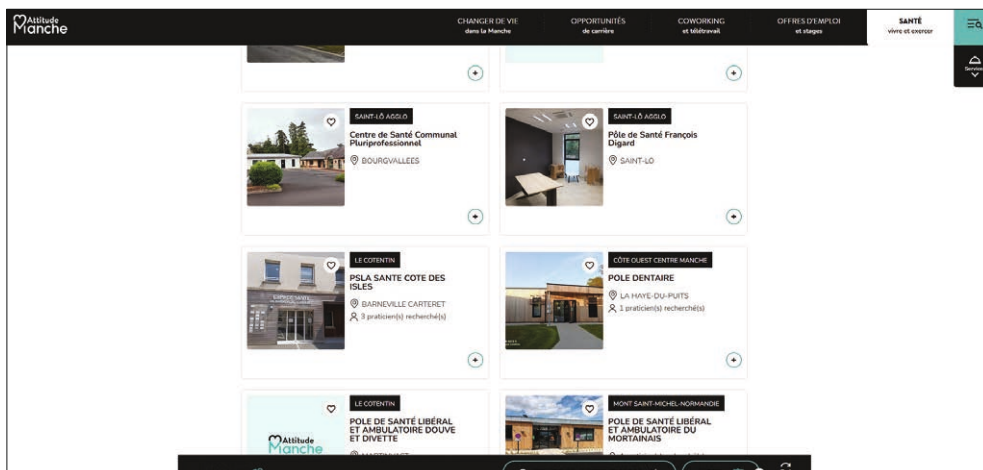 Attitude
Manche
CHANGER DE VIE
dans la Manche
OPPORTUNITÉS
de carrière
COWORKING
et télétravail
OFFRES D'EMPLOI
et stages
SANTÉ
vivre et exercer
Services
SAINT-LÔ AGGLO
Centre de Santé Communal
Pluriprofessionnel
BOURGVALLEES
SAINT-LÔ AGGLO
Pôle de Santé François
Digard
SAINT-LO
LE COTENTIN
PSLA SANTE COTE DES
ISLES
BARNEVILLE CARTERET
3 praticien(s) recherché(s)
CÔTE OUEST CENTRE MANCHE
POLE DENTAIRE
LA HAYE-DU-PUITS
1 praticien(s) recherché(s)
LE COTENTIN
POLE DE SANTÉ LIBÉRAL
ET AMBULATOIRE DOUVE
ET DIVETTE
Attitude
Manche
MONT SAINT-MICHEL-NORMANDIE
POLE DE SANTÉ LIBÉRAL
ET AMBULATOIRE DU
MORTAINAIS